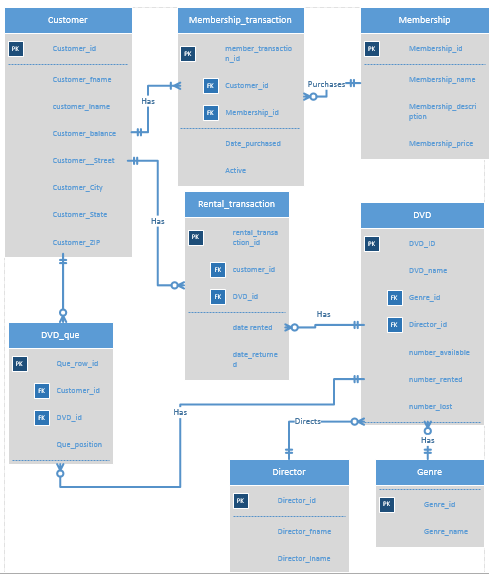 Customer
PK Customer_id
Customer_fname
customer_lname
Customer_balance
Customer__Street
Customer_City
Customer_State
Customer_ZIP
Membership_transaction
PK member_transactio
n_id
FK Customer_id
FK Membership_id
Date_purchased
Active
Membership
PK Membership_id
Membership_name
Membership_descri
ption
Membership_price
Has
Purchases
Has
Rental_transaction
PK rental_transa
ction_id
FK customer_id
FK DVD_id
date rented
date_returne
d
DVD
PK DVD_ID
DVD_name
FK Genre_id
FK Director_id
number_available
number_rented
number_lost
Has
DVD_que
PK Que_row_id
FK Customer_id
FK DVD_id
Que_position
Has
Directs
Has
Director
PK Director_id
Director_fname
Director_lname
Genre
PK Genre_id
Genre_name